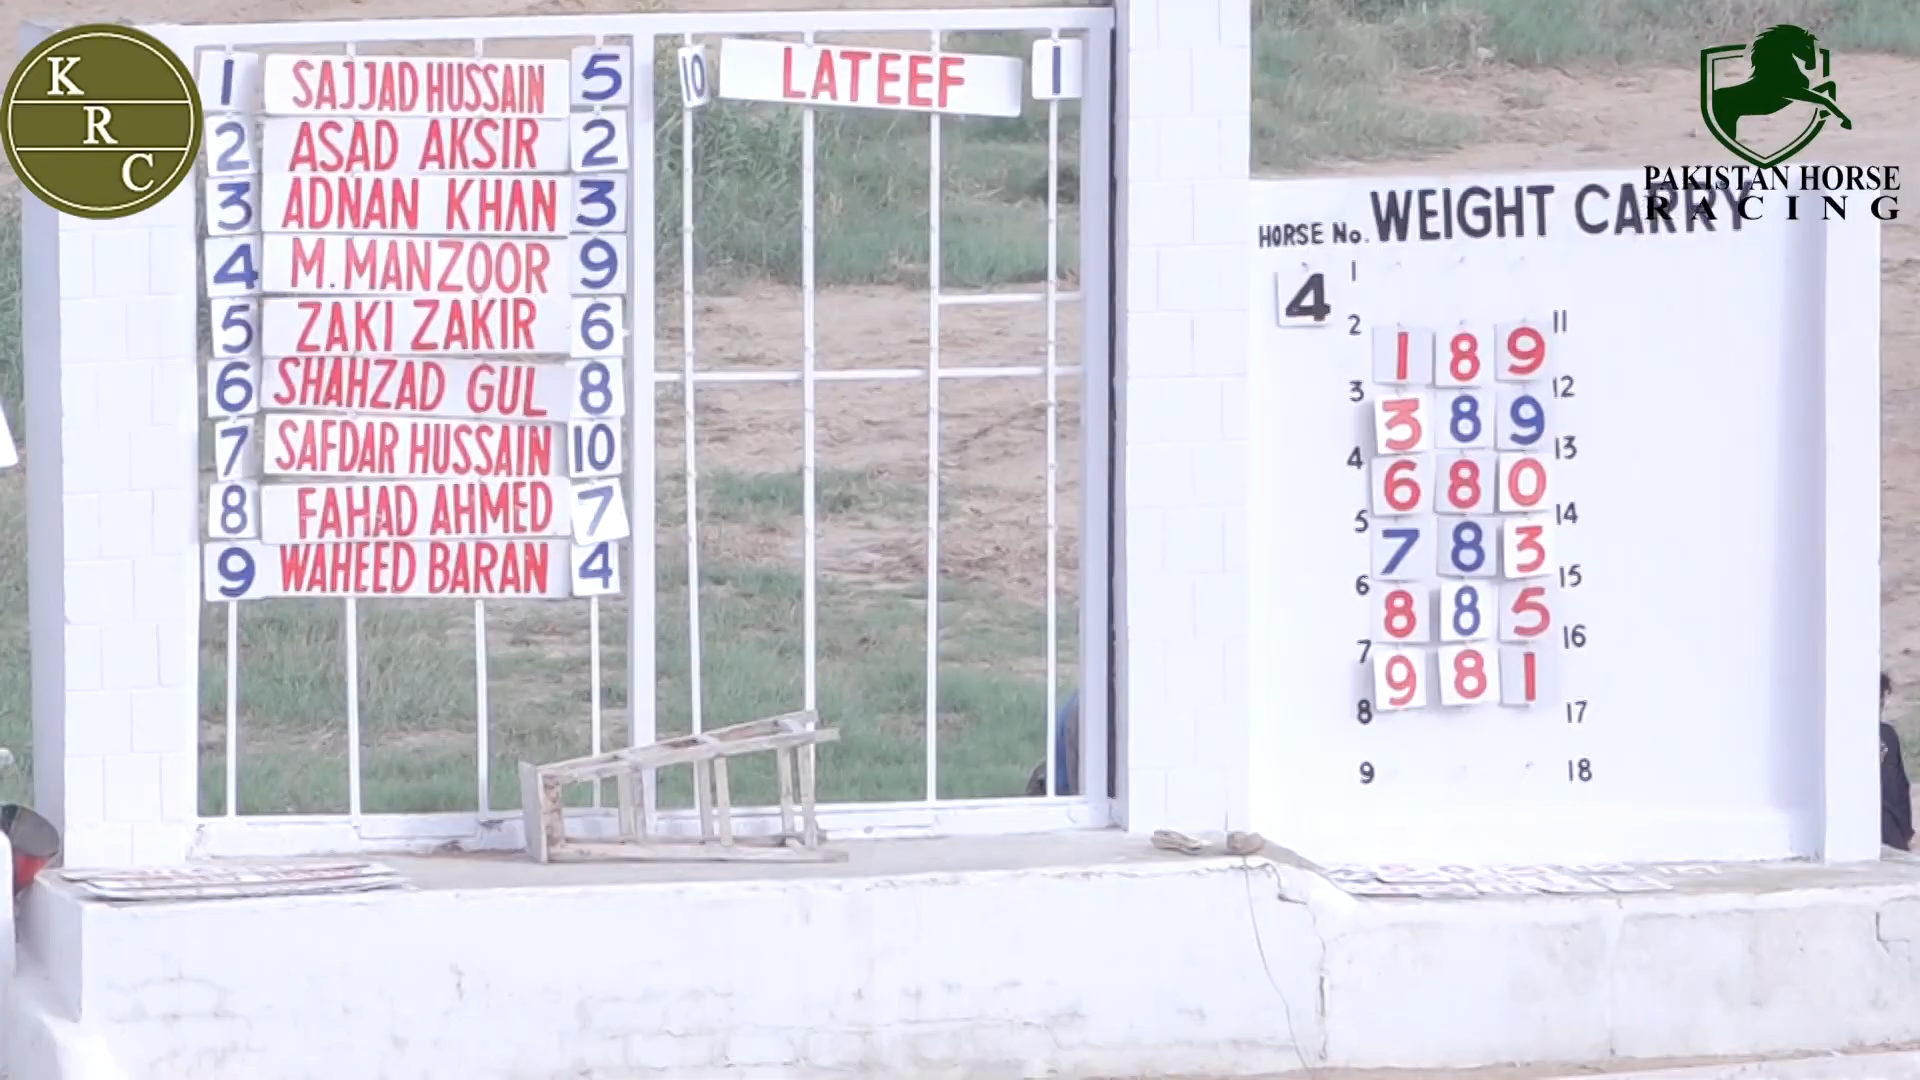 K
R
C
1 SAJJAD HUSSAIN 5
2 ASAD AKSIR 2
3 ADNAN KHAN 3
4 M. MANZOOR 9
5 ZAKI ZAKIR 6
6 SHAHZAD GUL 8
7 SAFDAR HUSSAIN 10
8 FAHAD AHMED 7
9 WAHEED BARAN 4
10 LATEEF 1
PAKISTAN HORSE
RACING
HORSE No. WEIGHT CARRY
4
1
2 11
1 8 9
3 12
3 8 9
4 13
6 8 0
5 14
7 8 3
6 15
8 8 5
7 16
9 8 1
8 17
9 18